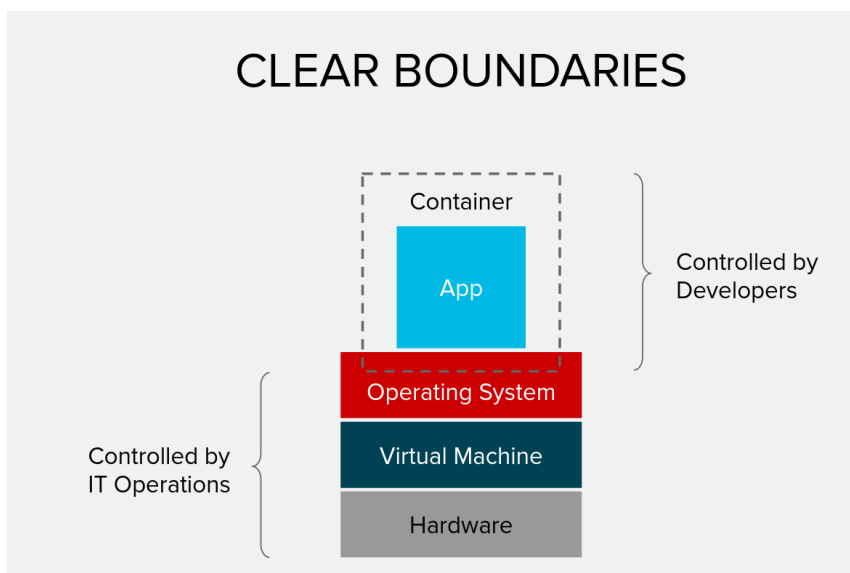 CLEAR BOUNDARIES
Container
App
Controlled by
Developers
Operating System
Virtual Machine
Controlled by
IT Operations
Hardware